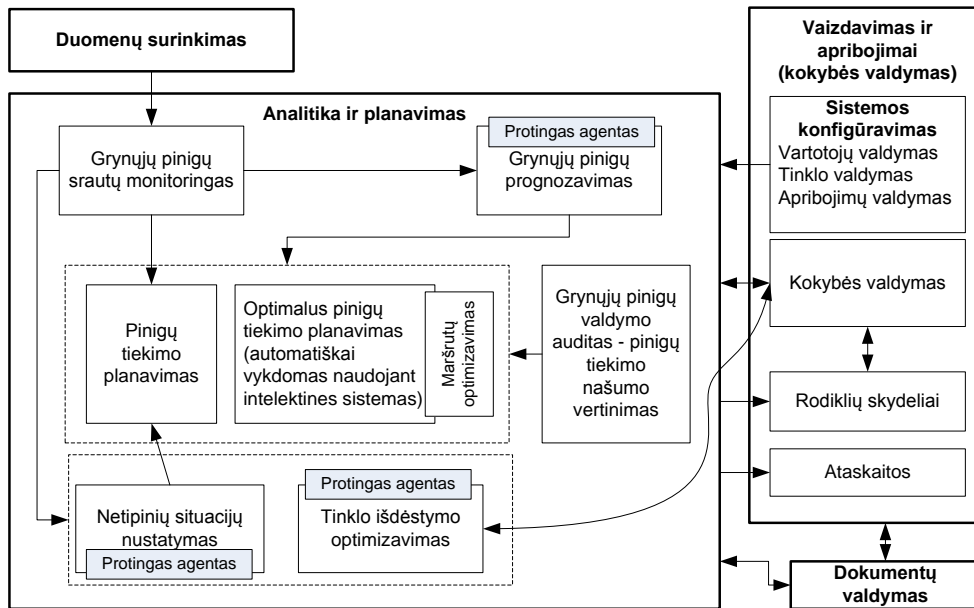 Duomenų surinkimas
Analitika ir planavimas
Grynųjų pinigų
srautų monitoringas
Protingas agentas
Grynųjų pinigų
prognozavimas
Pinigų
tiekimo
planavimas
Optimalus pinigų
tiekimo planavimas
(automatiškai
vykdomas naudojant
intelektines sistemas)
Maršrutų
optimizavimas
Grynųjų pinigų
valdymo
auditas - pinigų
tiekimo
našumo
vertinimas
Netipinių situacijų
nustatymas
Protingas agentas
Protingas agentas
Tinklo išdėstymo
optimizavimas
Vaizdavimas ir
apribojimai
(kokybės valdymas)
Sistemos
konfigūravimas
Vartotojų valdymas
Tinklo valdymas
Apribojimų valdymas
Kokybės valdymas
Rodiklių skydeliai
Ataskaitos
Dokumentų
valdymas